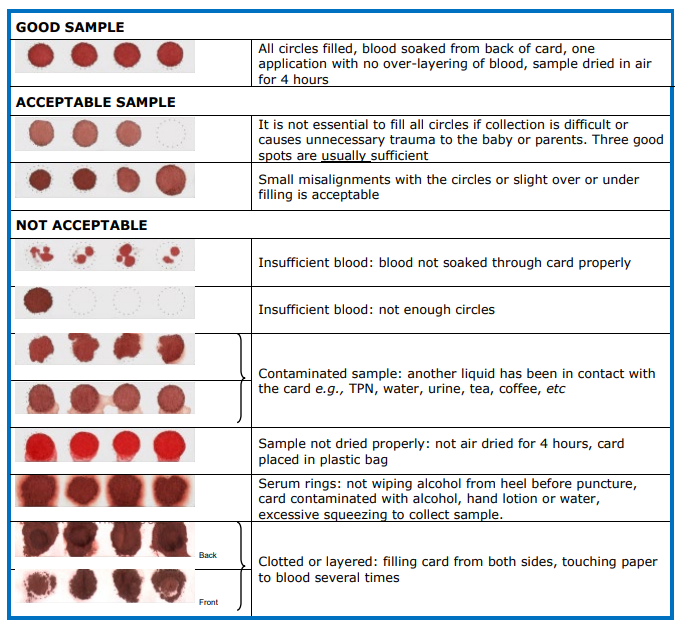 GOOD SAMPLE
All circles filled, blood soaked from back of card, one
application with no over-layering of blood, sample dried in air
for 4 hours
ACCEPTABLE SAMPLE
It is not essential to fill all circles if collection is difficult or
causes unnecessary trauma to the baby or parents. Three good
spots are usually sufficient
Small misalignments with the circles or slight over or under
filling is acceptable
NOT ACCEPTABLE
Insufficient blood: blood not soaked through card properly
Insufficient blood: not enough circles
Contaminated sample: another liquid has been in contact with
the card e.g., TPN, water, urine, tea, coffee, etc
Sample not dried properly: not air dried for 4 hours, card
placed in plastic bag
Serum rings: not wiping alcohol from heel before puncture,
card contaminated with alcohol, hand lotion or water,
excessive squeezing to collect sample.
Back
Clotted or layered: filling card from both sides, touching paper
to blood several times
Front